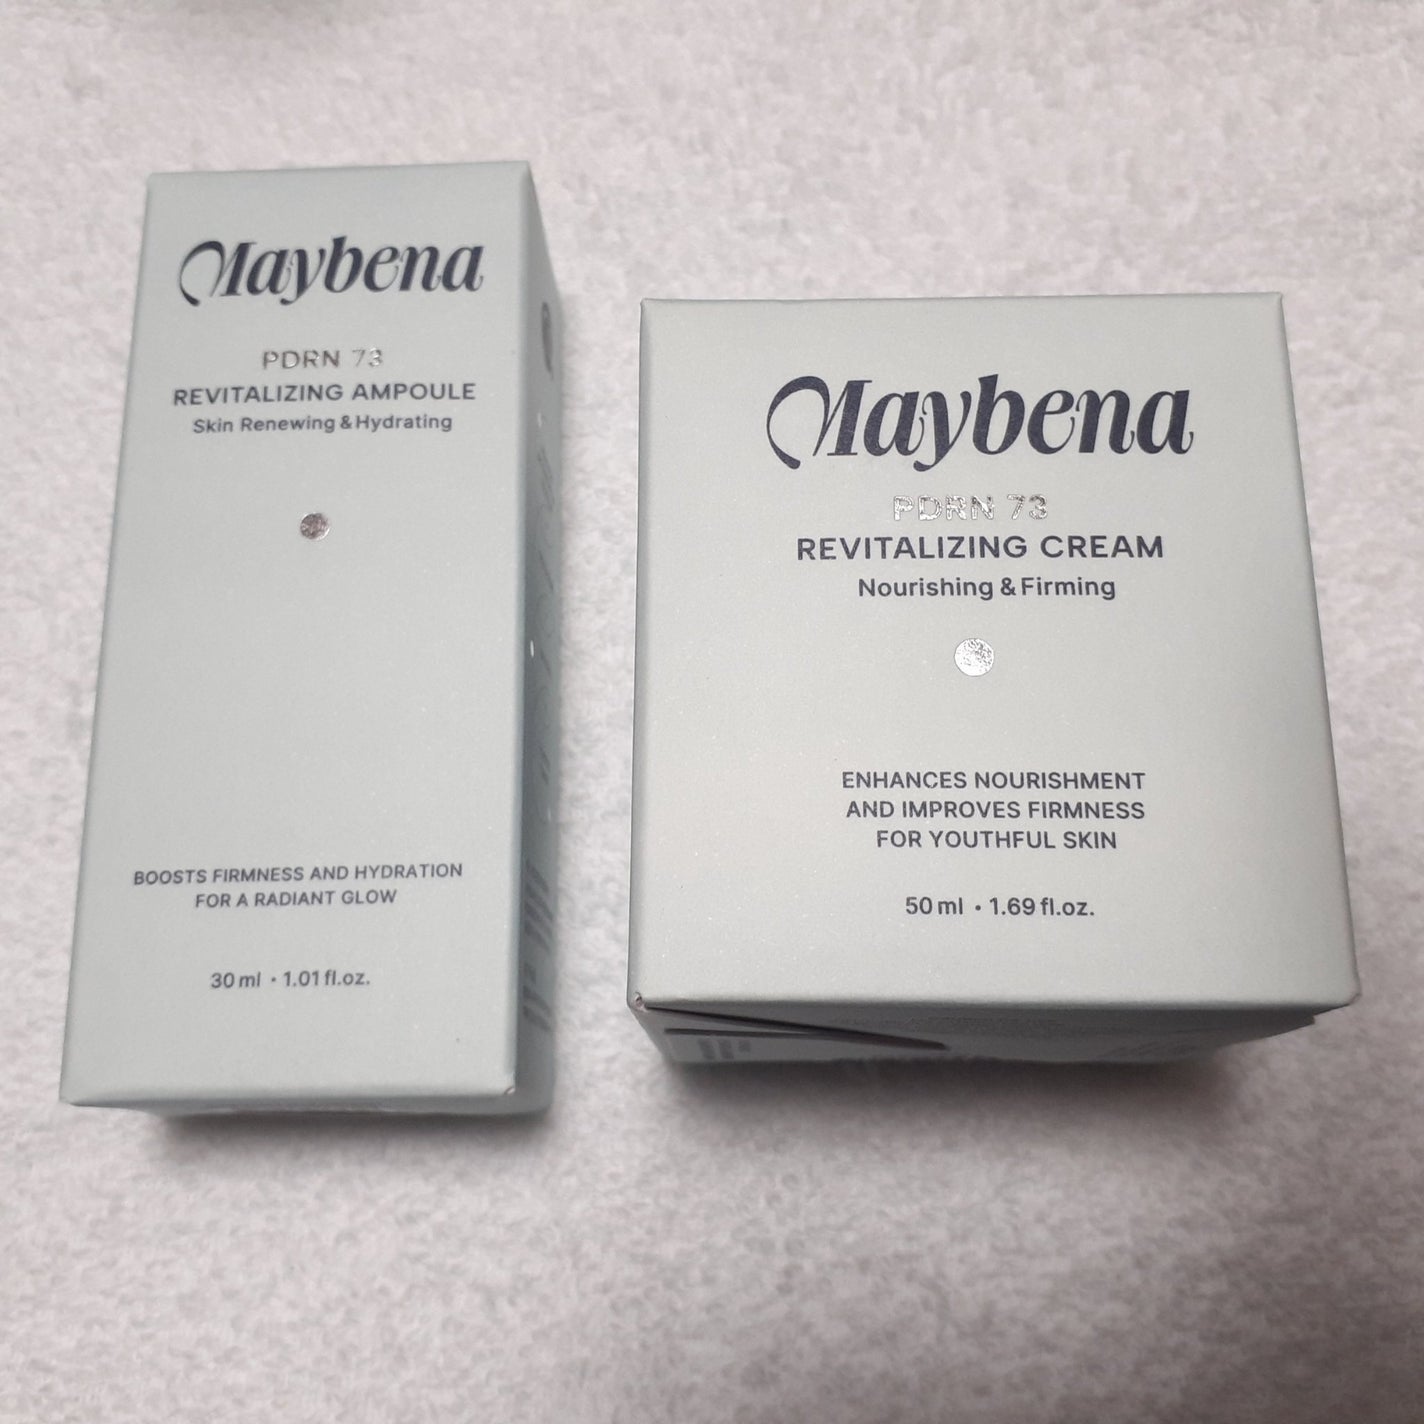 Maybena
PDRN 73
REVITALIZING AMPOULE
Skin Renewing & Hydrating
BOOSTS FIRMNESS AND HYDRATION
FOR A RADIANT GLOW
30 ml · 1.01 fl.oz.
Maybena
PDRN 73
REVITALIZING CREAM
Nourishing & Firming
ENHANCES NOURISHMENT
AND IMPROVES FIRMNESS
FOR YOUTHFUL SKIN
50 ml · 1.69 fl.oz.